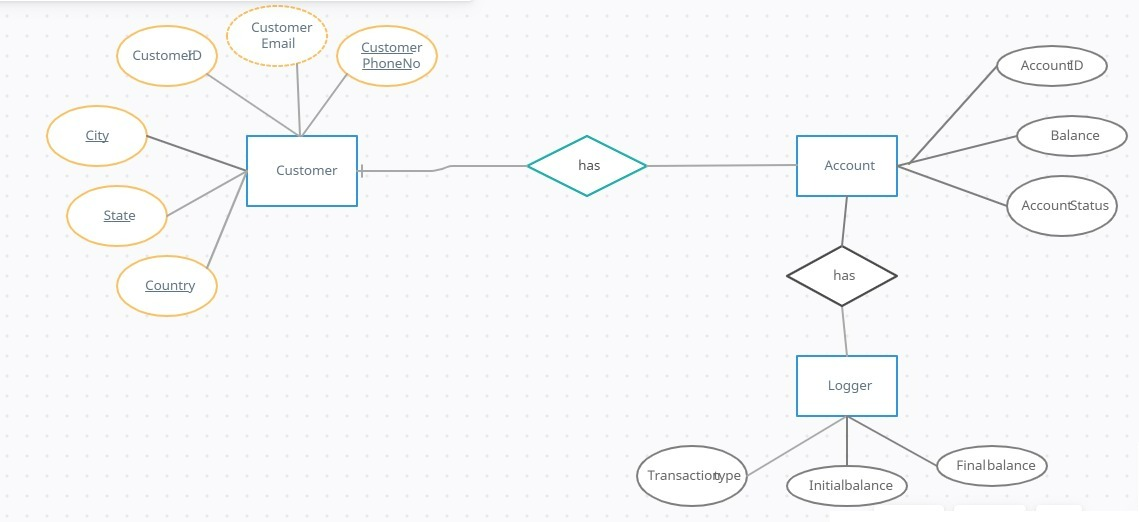 Customer
Email
CustomerID
Customer
PhoneNo
City
State
Country
Customer
has
Account
AccountID
Balance
AccountStatus
has
Logger
Transactiontype
Initialbalance
Finalbalance